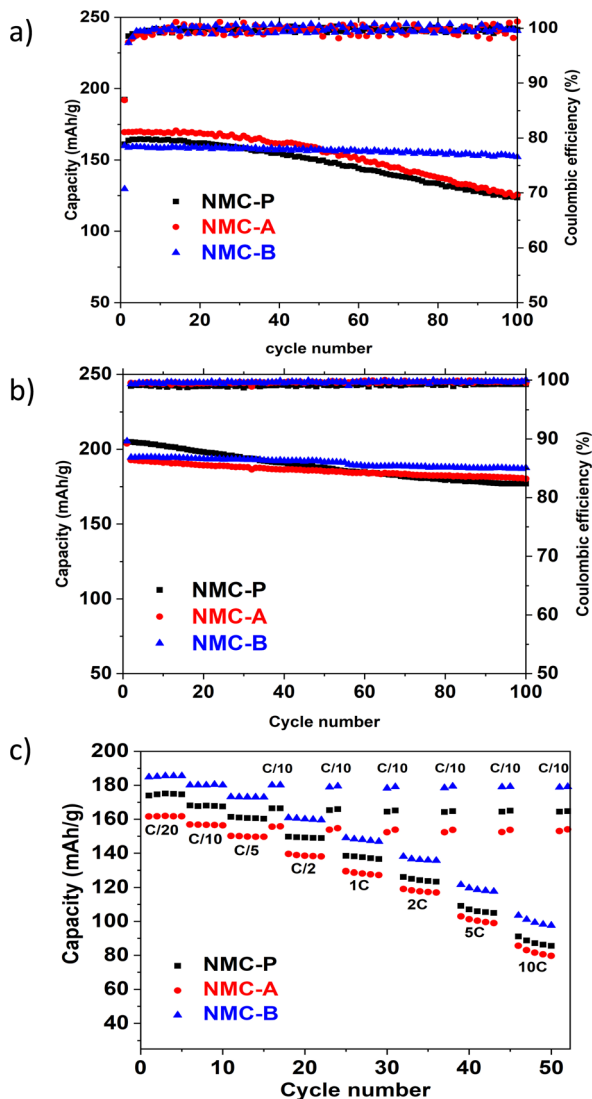 a)
250
200
150
100
50
Capacity (mAh/g)
100
90
80
70
60
50
Coulombic efficiency (%)
NMC-P
NMC-A
NMC-B
0 20 40 60 80 100
cycle number
b)
250
200
150
100
50
Capacity (mAh/g)
100
90
80
70
60
50
Coulombic efficiency (%)
NMC-P
NMC-A
NMC-B
0 20 40 60 80 100
Cycle number
c)
200
180
160
140
120
100
80
60
40
Capacity (mAh/g)
C/10 C/10 C/10 C/10 C/10 C/10
C/20
C/10
C/5
C/2
1C
2C
5C
10C
NMC-P
NMC-A
NMC-B
0 10 20 30 40 50
Cycle number